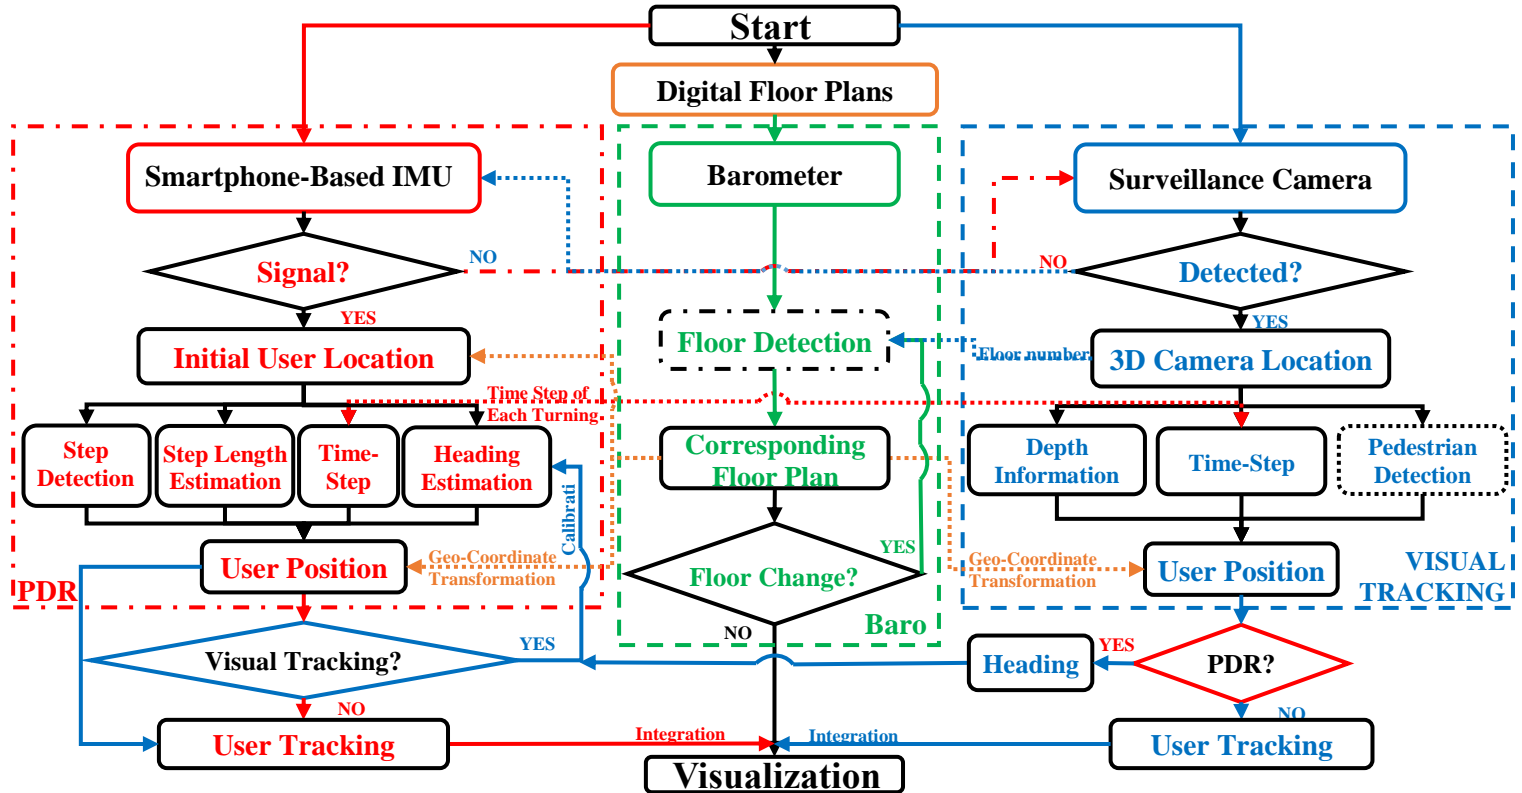 Start
Digital Floor Plans
Smartphone-Based IMU
Barometer
Surveillance Camera
Signal?
NO
NO
Detected?
YES
YES
Initial User Location
Floor Detection
Floor number
3D Camera Location
Time Step of
Each Turning
Step
Detection
Step Length
Estimation
Time-
Step
Heading
Estimation
Corresponding
Floor Plan
Depth
Information
Time-Step
Pedestrian
Detection
Calibrati
YES
User Position
Geo-Coordinate
Transformation
Floor Change?
Geo-Coordinate
Transformation
User Position
PDR
VISUAL
TRACKING
Baro
NO
Visual Tracking?
YES
Heading
YES
PDR?
NO
NO
User Tracking
Integration
Integration
User Tracking
Visualization